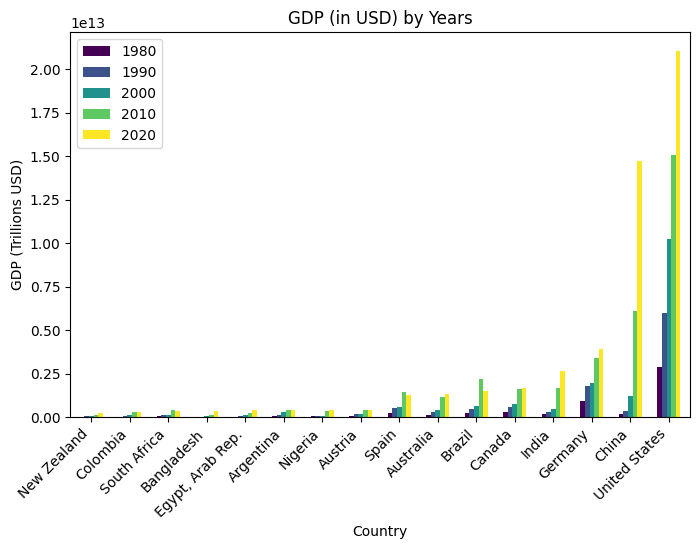 GDP (in USD) by Years
1e13
1980
1990
2000
2010
2020
GDP (Trillions USD)
2.00
1.75
1.50
1.25
1.00
0.75
0.50
0.25
0.00
New Zealand
Colombia
South Africa
Bangladesh
Egypt, Arab Rep.
Argentina
Nigeria
Austria
Spain
Australia
Brazil
Canada
India
Germany
China
United States
Country